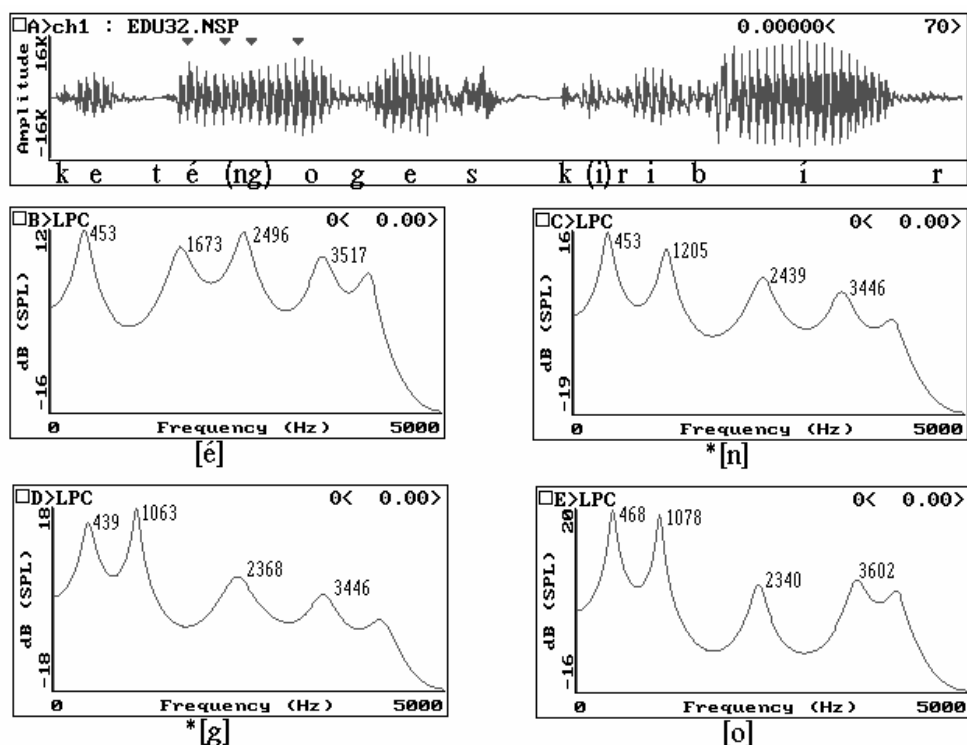 □A>ch1 : EDU32.NSP 0.00000< 70>
Amplitude
16K
-16K
k e t é (ng) o g e s k (i) r i b í r
□B>LPC 0< 0.00>
dB (SPL)
12
-16
453
1673
2496
3517
0 Frequency (Hz) 5000
[é]
□C>LPC 0< 0.00>
dB (SPL)
16
-19
453
1205
2439
3446
0 Frequency (Hz) 5000
*[n]
□D>LPC 0< 0.00>
dB (SPL)
18
-18
439
1063
2368
3446
0 Frequency (Hz) 5000
*[g]
□E>LPC 0< 0.00>
dB (SPL)
20
-16
468
1078
2340
3602
0 Frequency (Hz) 5000
[o]